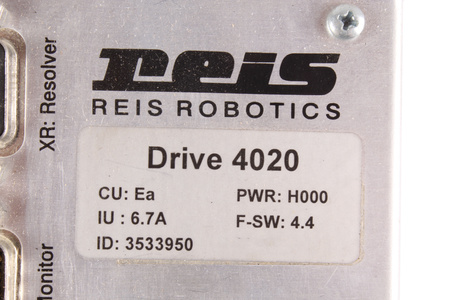 reis
REIS ROBOTICS
XR: Resolver
Drive 4020
CU: Ea PWR: H000
IU : 6.7A F-SW: 4.4
ID: 3533950
Monitor